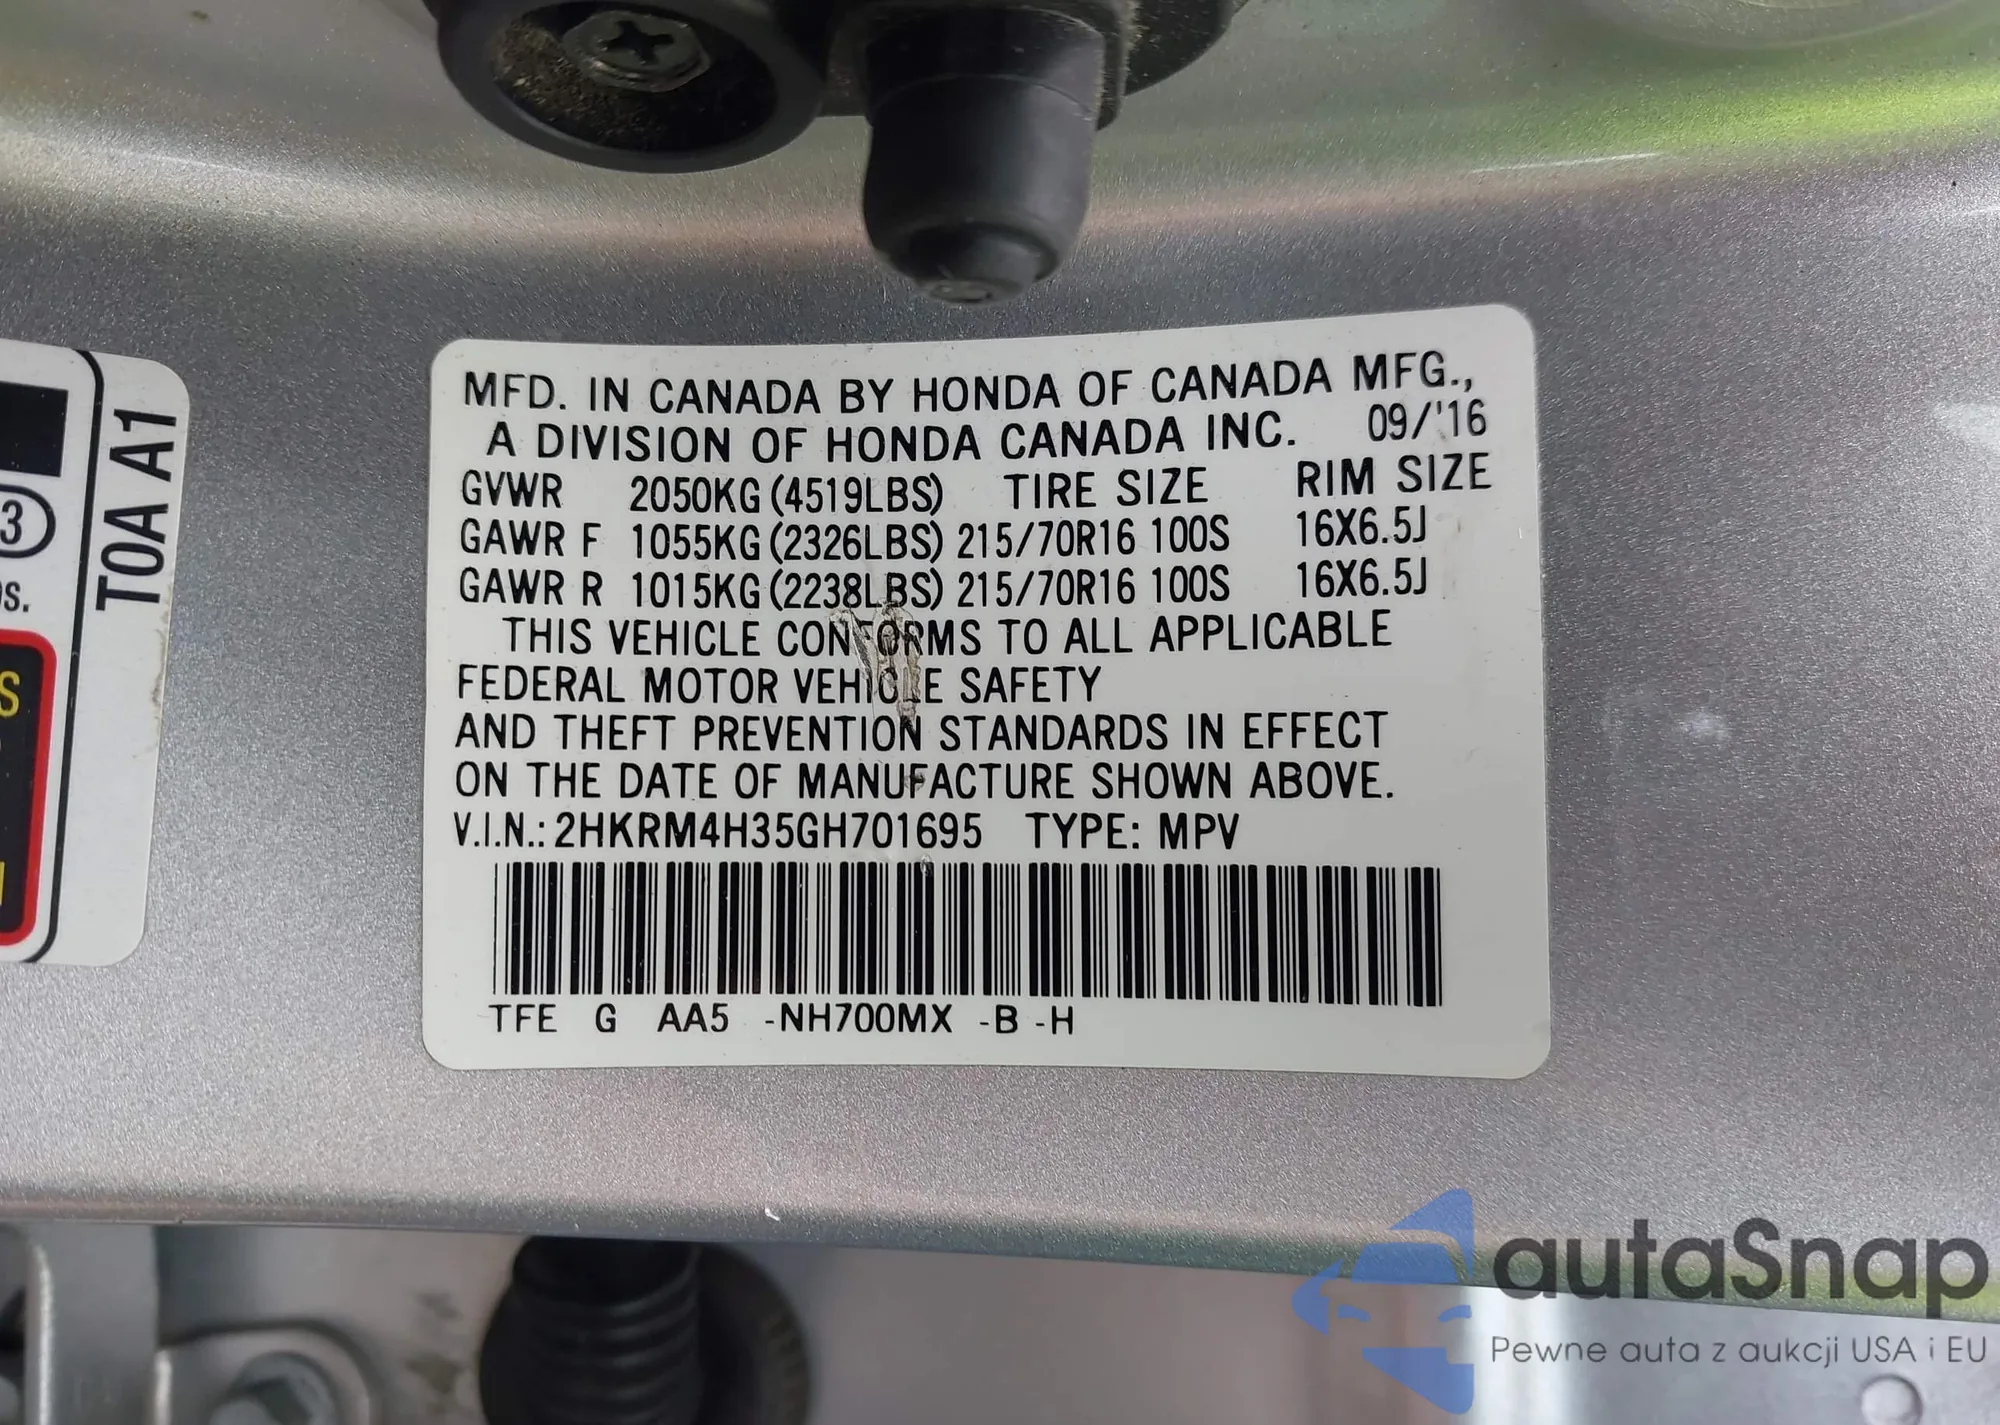 MFD. IN CANADA BY HONDA OF CANADA MFG.,
A DIVISION OF HONDA CANADA INC. 09/'16
GVWR 2050KG (4519LBS) TIRE SIZE RIM SIZE
GAWR F 1055KG (2326LBS) 215/70R16 100S 16X6.5J
GAWR R 1015KG (2238LBS) 215/70R16 100S 16X6.5J
THIS VEHICLE CONFORMS TO ALL APPLICABLE
FEDERAL MOTOR VEHICLE SAFETY
AND THEFT PREVENTION STANDARDS IN EFFECT
ON THE DATE OF MANUFACTURE SHOWN ABOVE.
V.I.N.: 2HKRM4H35GH701695 TYPE: MPV
TFE G AA5 -NH700MX -B -H
T0A A1
3
S
autaSnap
Pewne auta z aukcji USA i EU